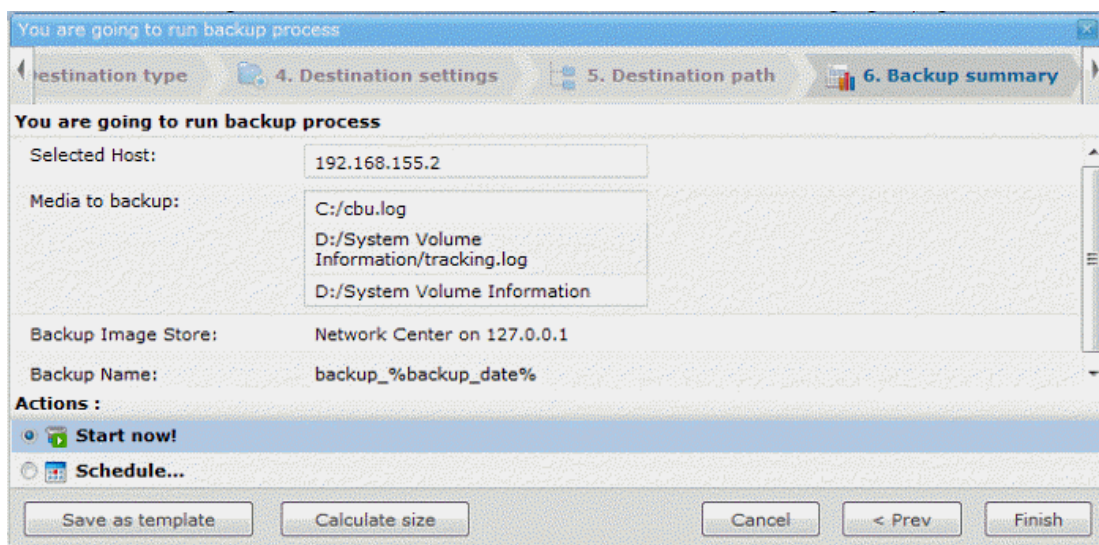 You are going to run backup process
estination type
4. Destination settings
5. Destination path
6. Backup summary
You are going to run backup process
Selected Host:
192.168.155.2
Media to backup:
C:/cbu.log
D:/System Volume
Information/tracking.log
D:/System Volume Information
Backup Image Store:
Network Center on 127.0.0.1
Backup Name:
backup_%backup_date%
Actions :
Start now!
Schedule...
Save as template
Calculate size
Cancel
< Prev
Finish